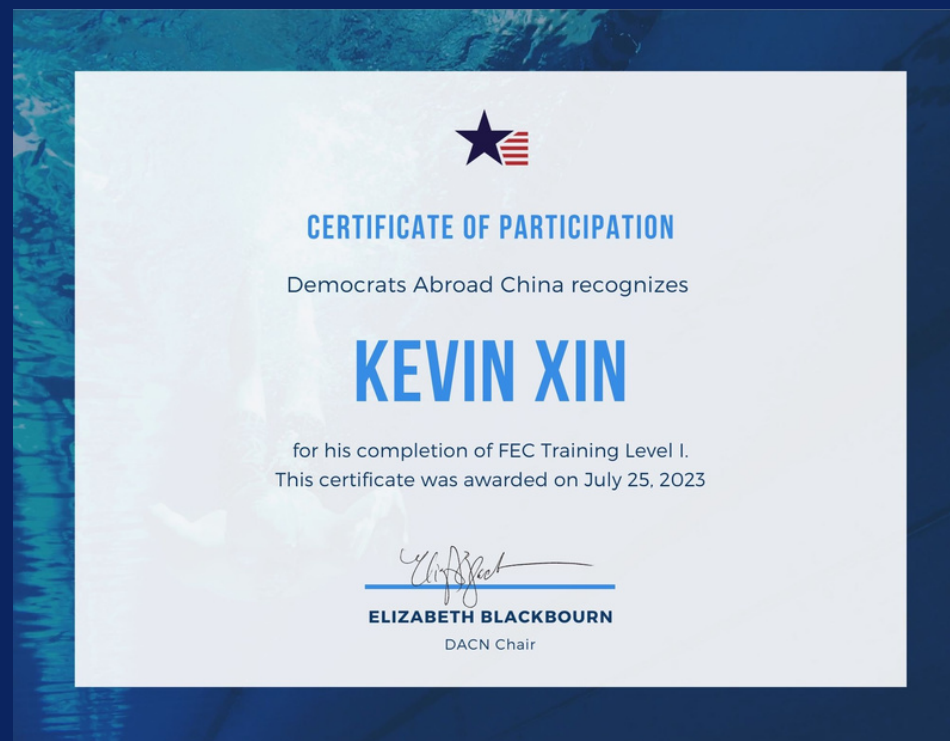 CERTIFICATE OF PARTICIPATION
Democrats Abroad China recognizes
KEVIN XIN
for his completion of FEC Training Level I.
This certificate was awarded on July 25, 2023
ELIZABETH BLACKBOURN
DACN Chair